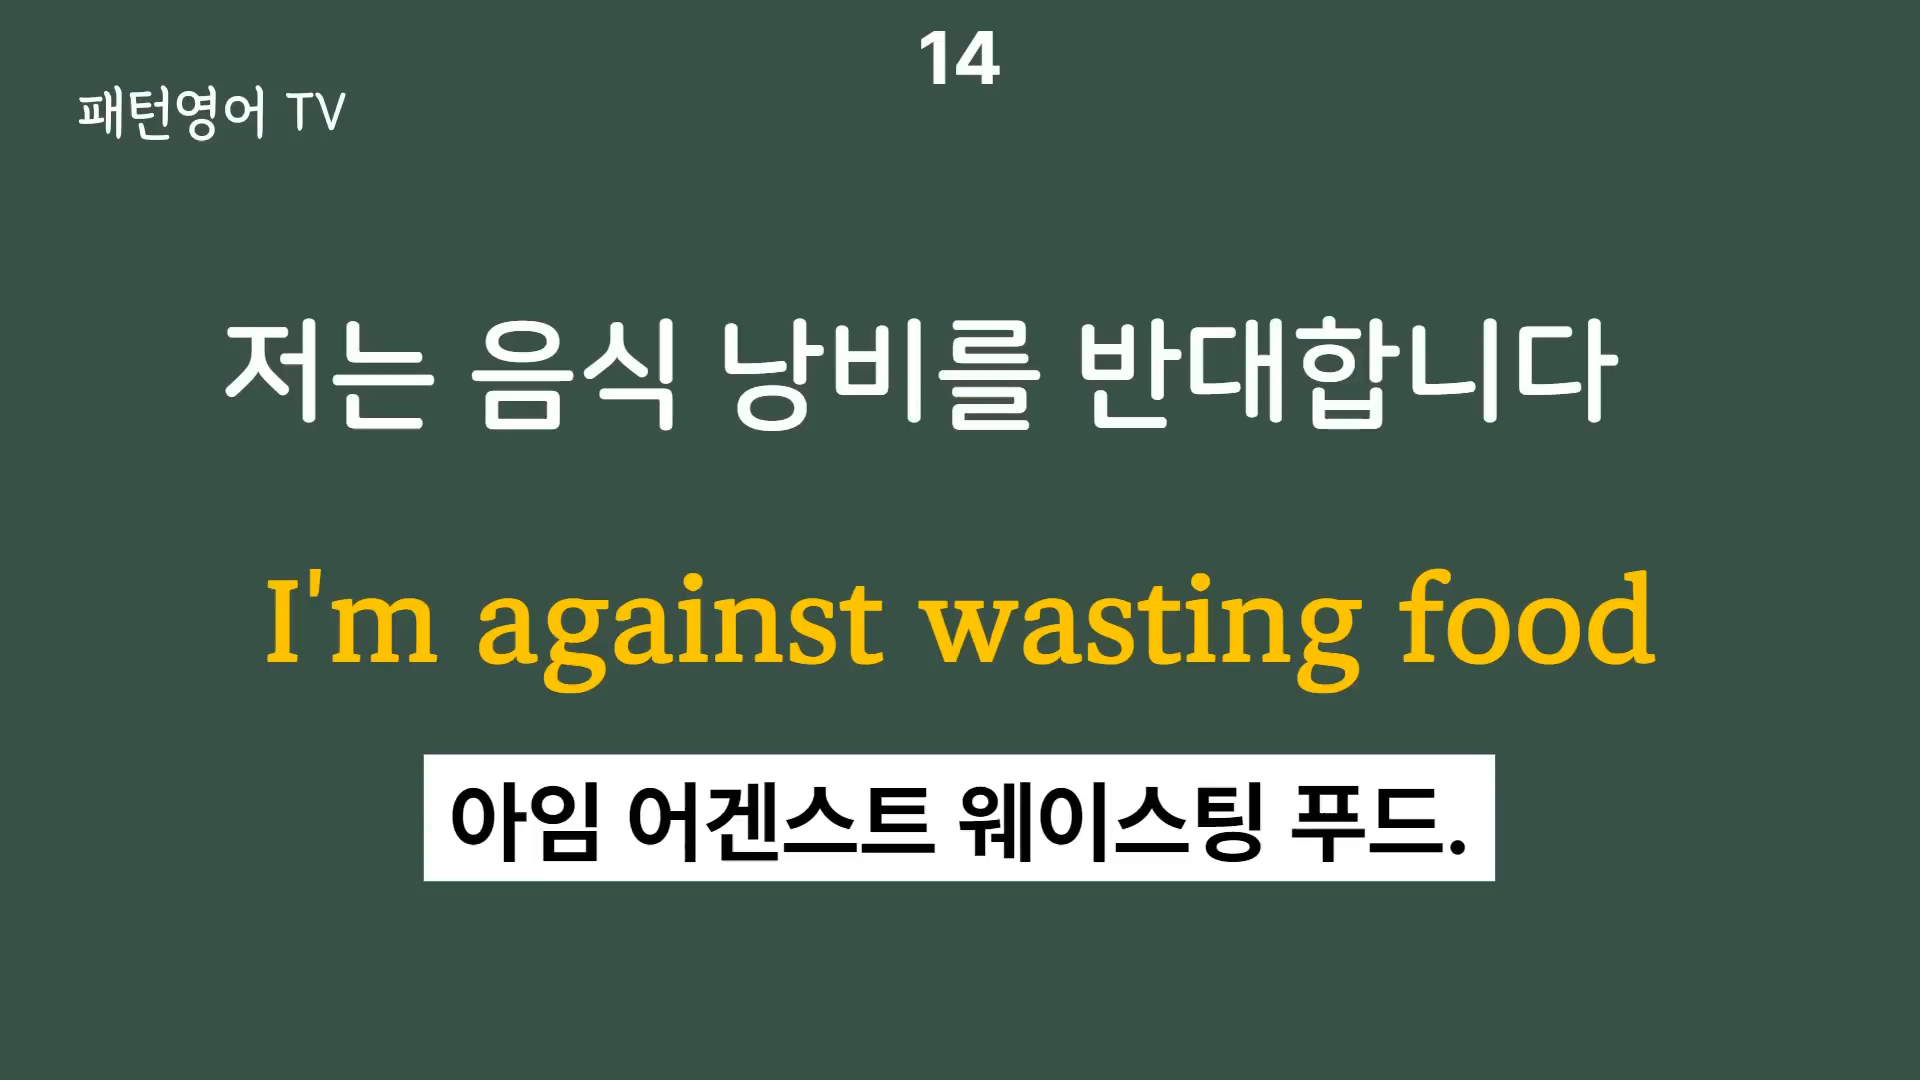 14
패턴영어 TV
저는 음식 낭비를 반대합니다
I'm against wasting food
아임 어겐스트 웨이스팅 푸드.